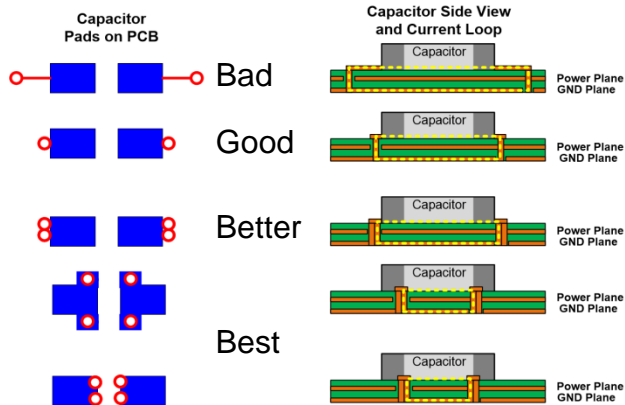 Capacitor
Pads on PCB
Capacitor Side View
and Current Loop
Bad
Capacitor
Power Plane
GND Plane
Good
Capacitor
Power Plane
GND Plane
Better
Capacitor
Power Plane
GND Plane
Best
Capacitor
Power Plane
GND Plane
Capacitor
Power Plane
GND Plane